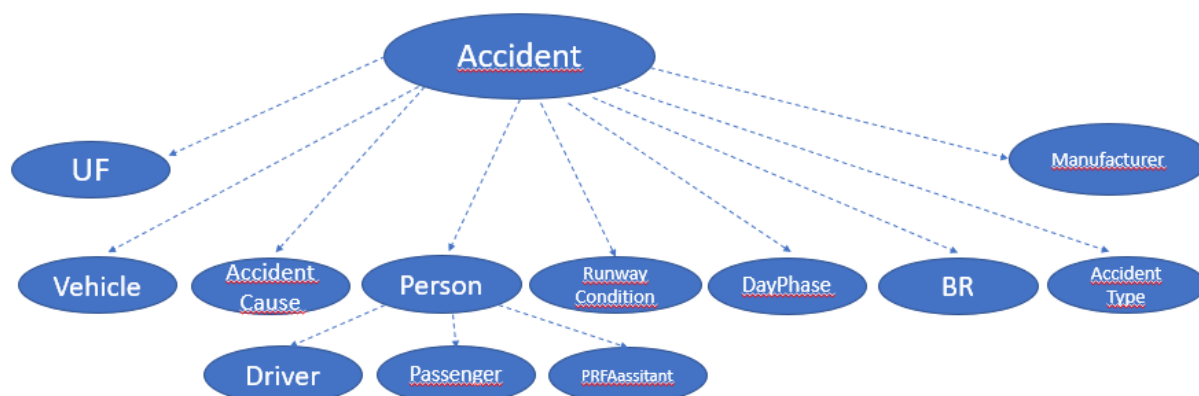 Accident
UF
Manufacturer
Vehicle
Accident
Cause
Person
Runway
Condition
DayPhase
BR
Accident
Type
Driver
Passenger
PRFAassitant